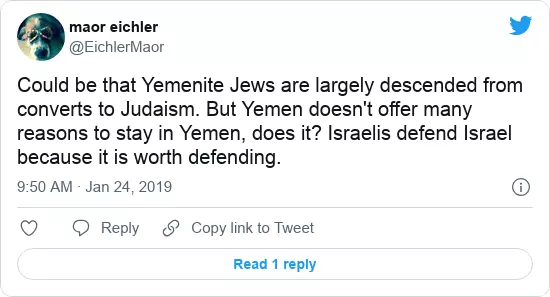 maor eichler
@EichlerMaor
Could be that Yemenite Jews are largely descended from
converts to Judaism. But Yemen doesn't offer many
reasons to stay in Yemen, does it? Israelis defend Israel
because it is worth defending.
9:50 AM · Jan 24, 2019
Reply
Copy link to Tweet
Read 1 reply